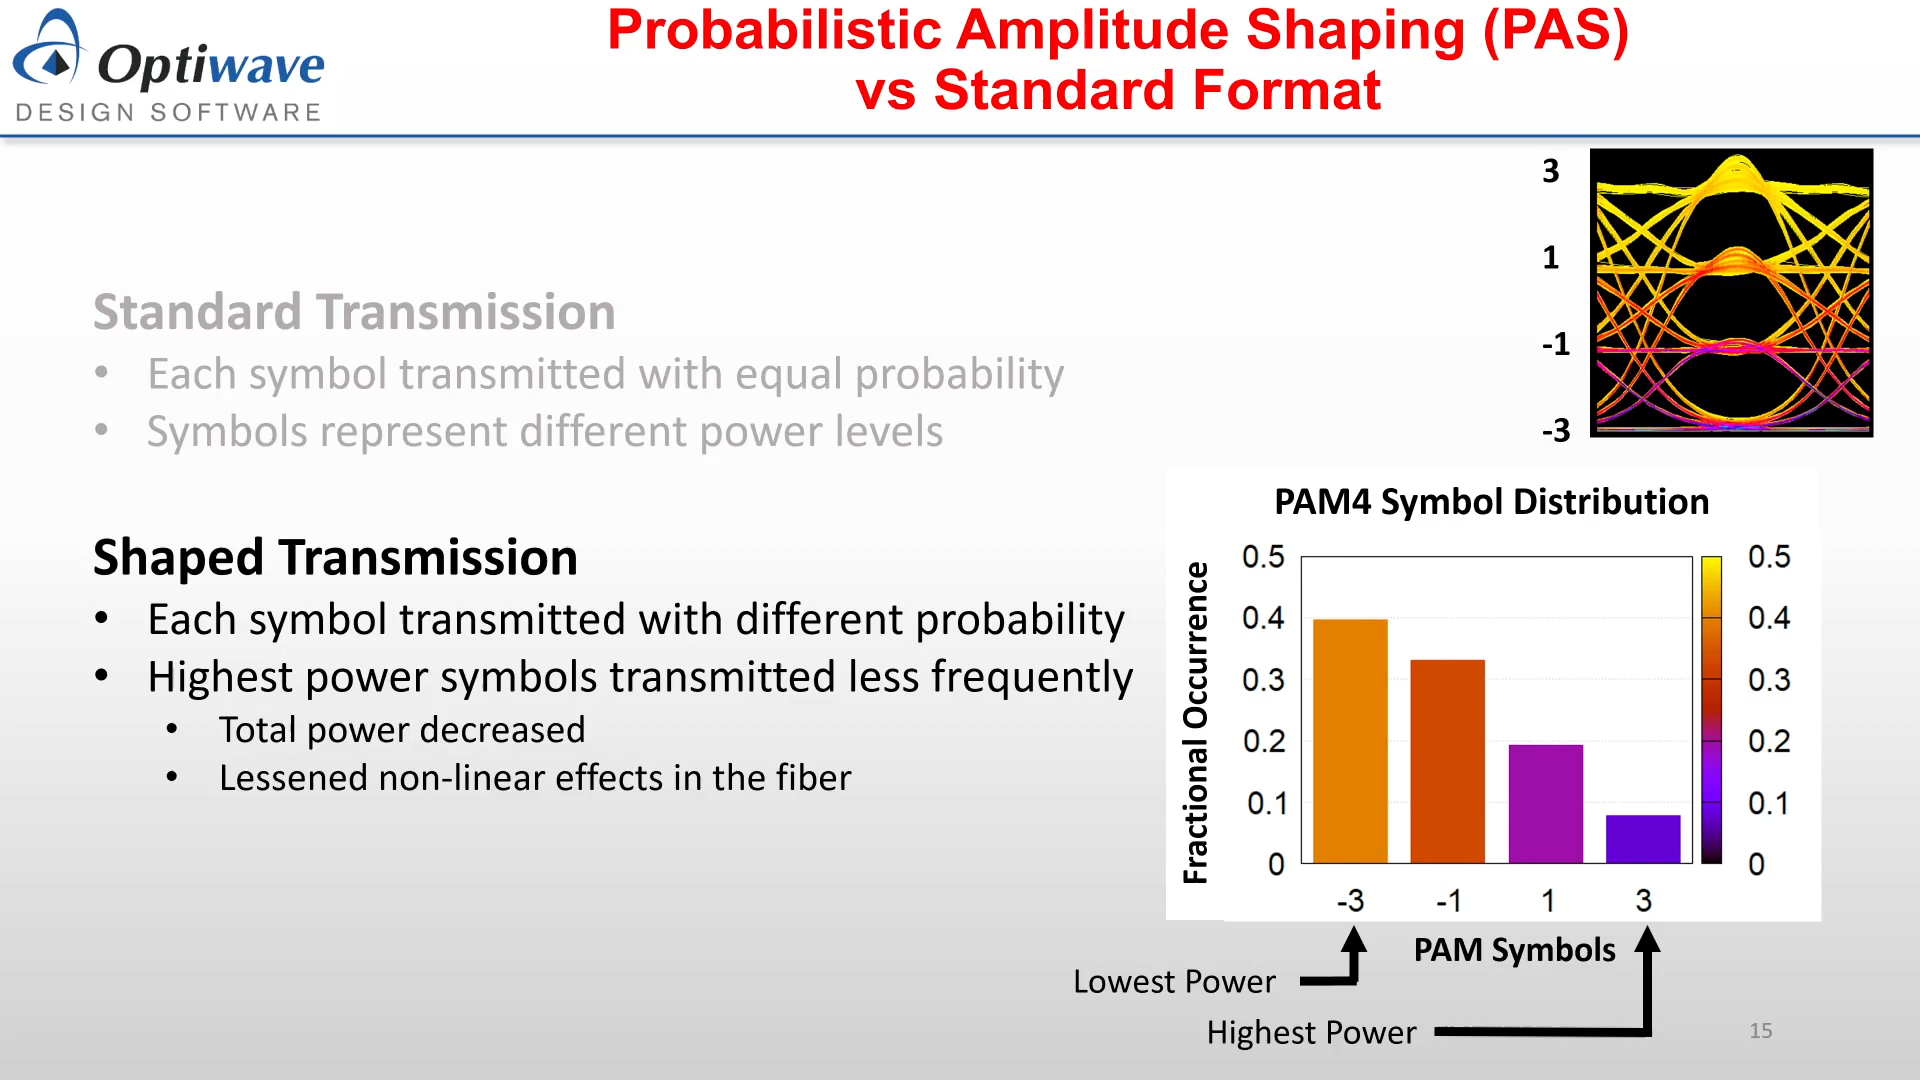 Optiwave
DESIGN SOFTWARE
Probabilistic Amplitude Shaping (PAS)
vs Standard Format
Standard Transmission
• Each symbol transmitted with equal probability
• Symbols represent different power levels
Shaped Transmission
• Each symbol transmitted with different probability
• Highest power symbols transmitted less frequently
• Total power decreased
• Lessened non-linear effects in the fiber
3
1
-1
-3
PAM4 Symbol Distribution
Fractional Occurrence
0.5
0.4
0.3
0.2
0.1
0
0.5
0.4
0.3
0.2
0.1
0
-3 -1 1 3
PAM Symbols
Lowest Power
Highest Power
15